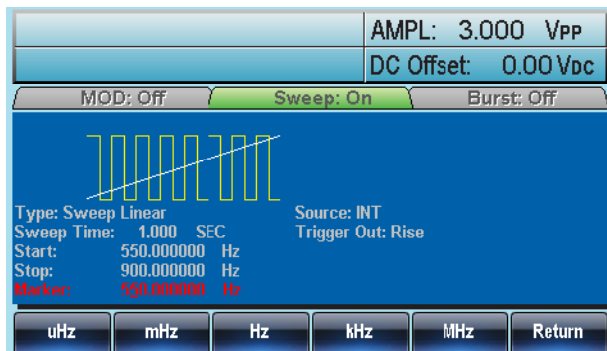 AMPL: 3.000 VPP
DC Offset: 0.00 VDC
MOD: Off Sweep: On Burst: Off
Type: Sweep Linear Source: INT
Sweep Time: 1.000 SEC Trigger Out: Rise
Start: 550.000000 Hz
Stop: 900.000000 Hz
Marker: 550.000000 Hz
uHz mHz Hz kHz MHz Return